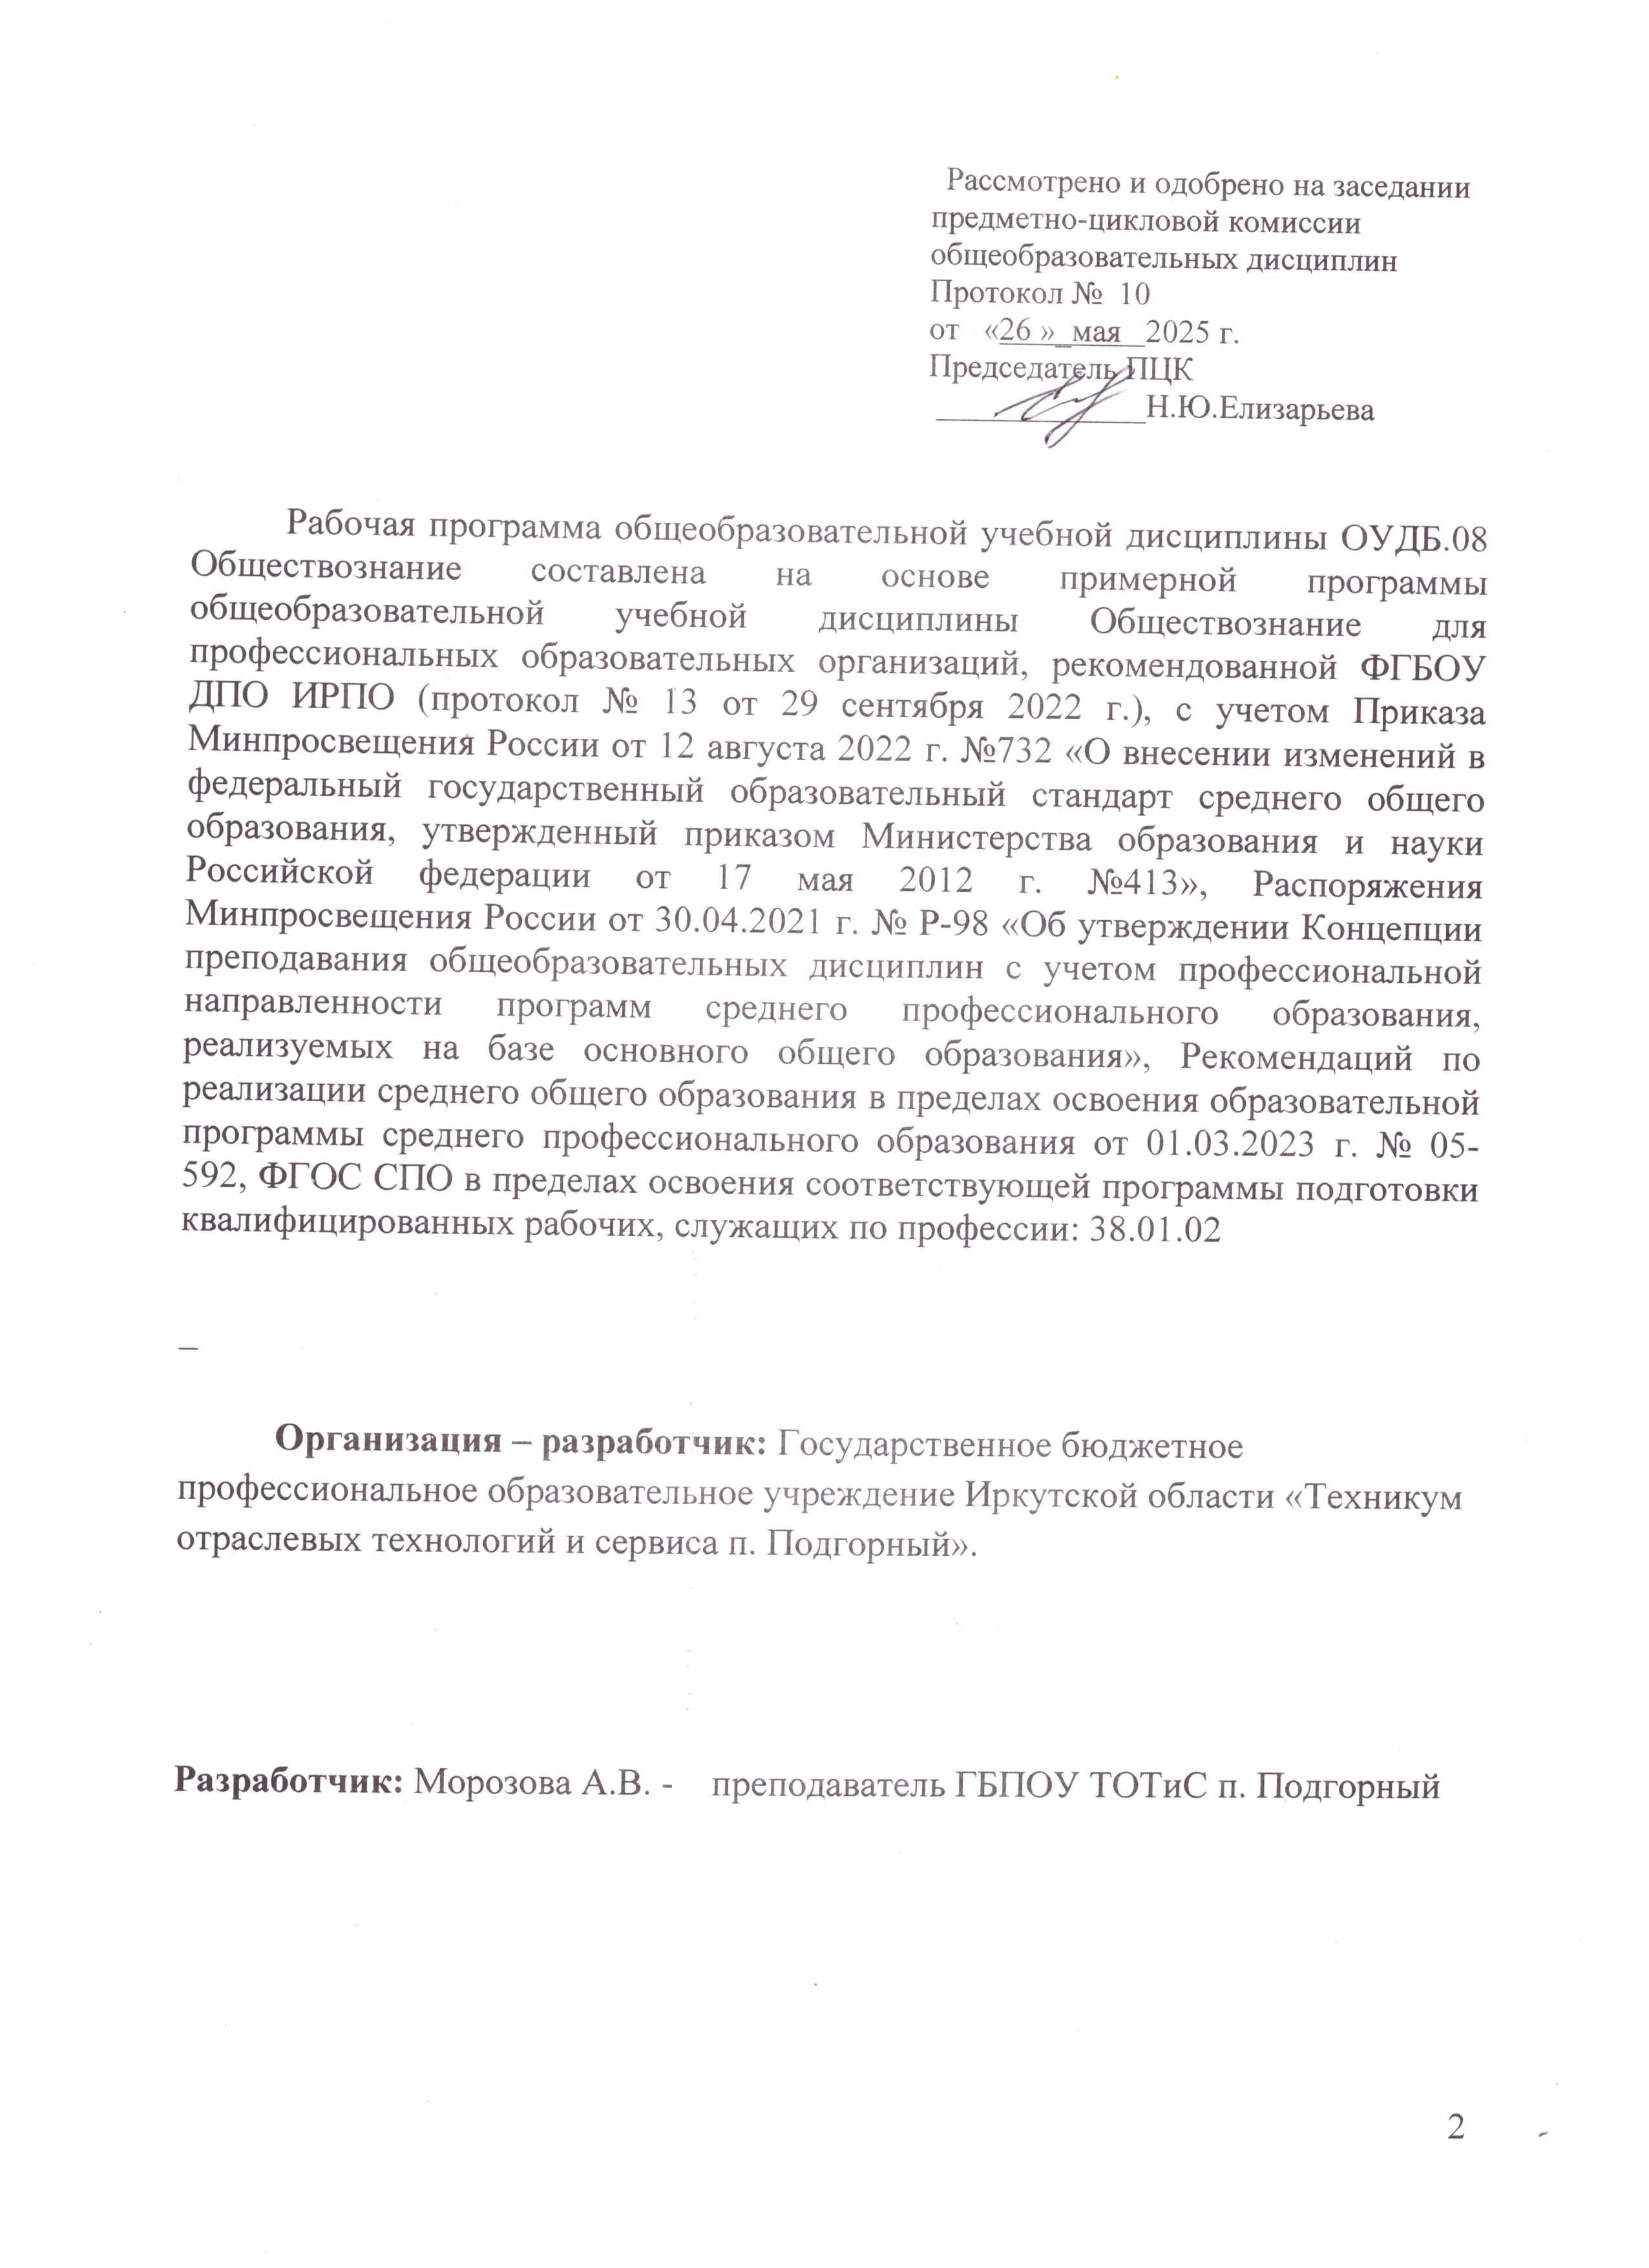 Рассмотрено и одобрено на заседании
предметно-цикловой комиссии
общеобразовательных дисциплин
Протокол № 10
от «26 »_мая _2025 г.
Председатель ПЦК
_____________Н.Ю.Елизарьева
Рабочая программа общеобразовательной учебной дисциплины ОУДБ.08
Обществознание составлена на основе примерной программы
общеобразовательной учебной дисциплины Обществознание для
профессиональных образовательных организаций, рекомендованной ФГБОУ
ДПО ИРПО (протокол № 13 от 29 сентября 2022 г.), с учетом Приказа
Минпросвещения России от 12 августа 2022 г. №732 «О внесении изменений в
федеральный государственный образовательный стандарт среднего общего
образования, утвержденный приказом Министерства образования и науки
Российской федерации от 17 мая 2012 г. №413», Распоряжения
Минпросвещения России от 30.04.2021 г. № Р-98 «Об утверждении Концепции
преподавания общеобразовательных дисциплин с учетом профессиональной
направленности программ среднего профессионального образования,
реализуемых на базе основного общего образования», Рекомендаций по
реализации среднего общего образования в пределах освоения образовательной
программы среднего профессионального образования от 01.03.2023 г. № 05-
592, ФГОС СПО в пределах освоения соответствующей программы подготовки
квалифицированных рабочих, служащих по профессии: 38.01.02
–
Организация – разработчик: Государственное бюджетное
профессиональное образовательное учреждение Иркутской области «Техникум
отраслевых технологий и сервиса п. Подгорный».
Разработчик: Морозова А.В. - преподаватель ГБПОУ ТОТиС п. Подгорный
2